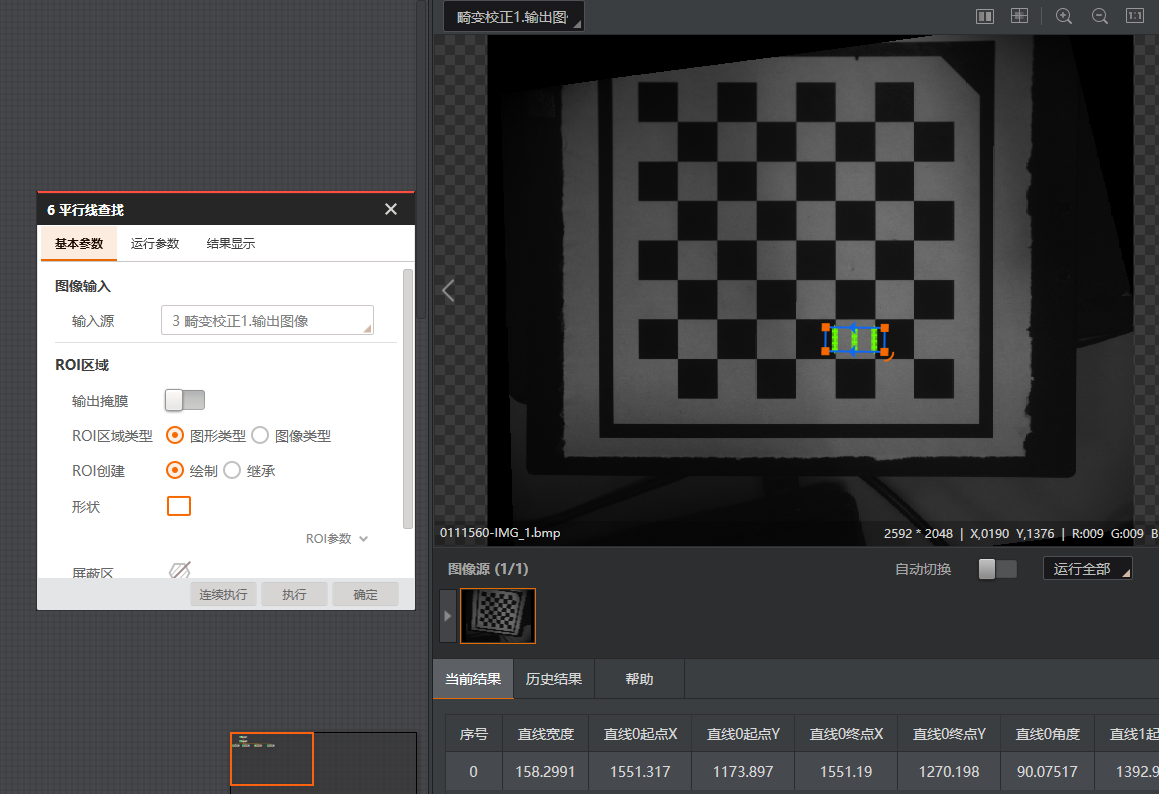 畸变校正1.输出图
1:1
6 平行线查找
基本参数 运行参数 结果显示
图像输入
输入源 3 畸变校正1.输出图像
ROI区域
输出掩膜
ROI区域类型 图形类型 图像类型
ROI创建 绘制 继承
形状
ROI参数
屏蔽区
连续执行 执行 确定
0111560-IMG_1.bmp 2592 * 2048 | X,0190 Y,1376 | R:009 G:009 B
图像源 (1/1) 自动切换 运行全部
当前结果 历史结果 帮助
序号 直线宽度 直线0起点X 直线0起点Y 直线0终点X 直线0终点Y 直线0角度 直线1起
0 158.2991 1551.317 1173.897 1551.19 1270.198 90.07517 1392.9